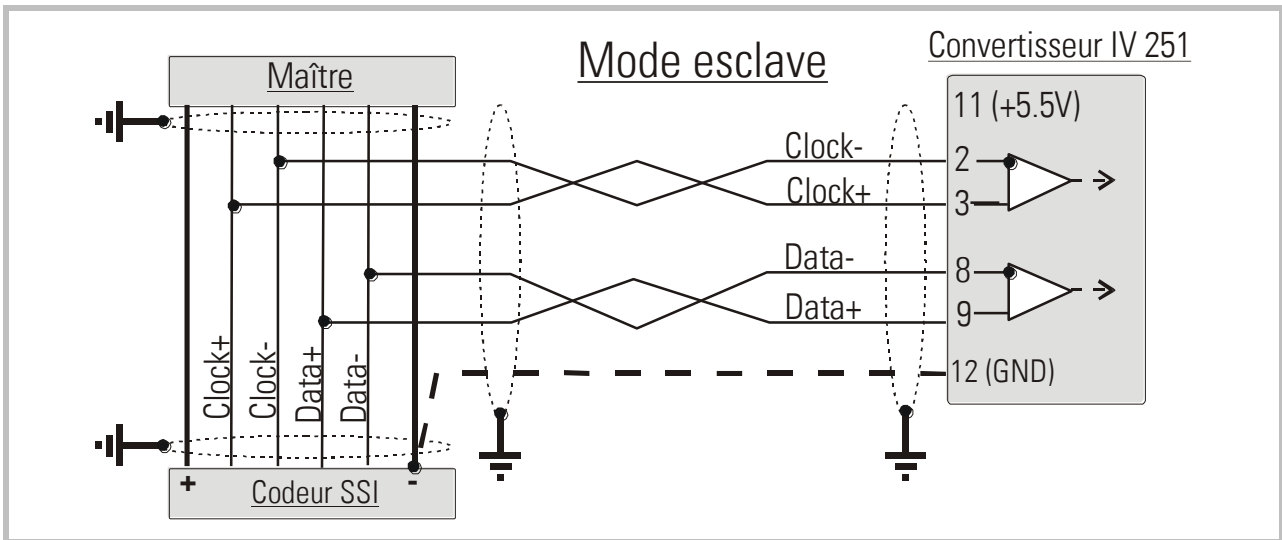 Mode esclave
Maître
Clock+
Clock-
Data+
Data-
+
-
Codeur SSI
Clock-
Clock+
Data-
Data+
Convertisseur IV 251
11 (+5.5V)
2
3
8
9
12 (GND)